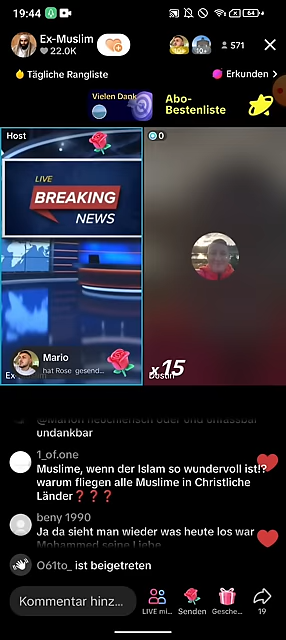 19:44
64
Ex-Muslim
22.0K
571
Tägliche Rangliste
Erkunden >
Vielen Dank
Abo-
Bestenliste
Host
0
LIVE
BREAKING
NEWS
Mario
hat Rose gesend...
Ex
x15
undankbar
1_of.one
Muslime, wenn der Islam so wundervoll ist!?
warum fliegen alle Muslime in Christliche
Länder❓❓❓
beny 1990
Ja da sieht man wieder was heute los war
Mohammed seine Liebe
O61to_ ist beigetreten
Kommentar hinz...
LIVE mi...
Senden
Gesche...
19